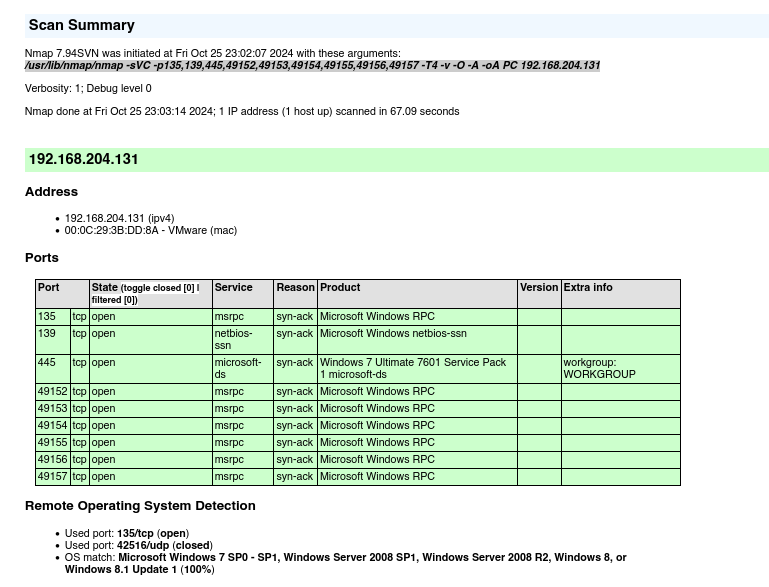 Scan Summary
Nmap 7.94SVN was initiated at Fri Oct 25 23:02:07 2024 with these arguments:
/usr/lib/nmap/nmap -sVC -p135,139,445,49152,49153,49154,49155,49156,49157 -T4 -v -O -A -oA PC 192.168.204.131
Verbosity: 1; Debug level 0
Nmap done at Fri Oct 25 23:03:14 2024; 1 IP address (1 host up) scanned in 67.09 seconds
192.168.204.131
Address
• 192.168.204.131 (ipv4)
• 00:0C:29:3B:DD:8A - VMware (mac)
Ports
Port State (toggle closed [0] | Service Reason Product Version Extra info
filtered [0])
135 tcp open msrpc syn-ack Microsoft Windows RPC
139 tcp open netbios- syn-ack Microsoft Windows netbios-ssn
ssn
445 tcp open microsoft- syn-ack Windows 7 Ultimate 7601 Service Pack workgroup:
ds 1 microsoft-ds WORKGROUP
49152 tcp open msrpc syn-ack Microsoft Windows RPC
49153 tcp open msrpc syn-ack Microsoft Windows RPC
49154 tcp open msrpc syn-ack Microsoft Windows RPC
49155 tcp open msrpc syn-ack Microsoft Windows RPC
49156 tcp open msrpc syn-ack Microsoft Windows RPC
49157 tcp open msrpc syn-ack Microsoft Windows RPC
Remote Operating System Detection
• Used port: 135/tcp (open)
• Used port: 42516/udp (closed)
• OS match: Microsoft Windows 7 SP0 - SP1, Windows Server 2008 SP1, Windows Server 2008 R2, Windows 8, or
Windows 8.1 Update 1 (100%)